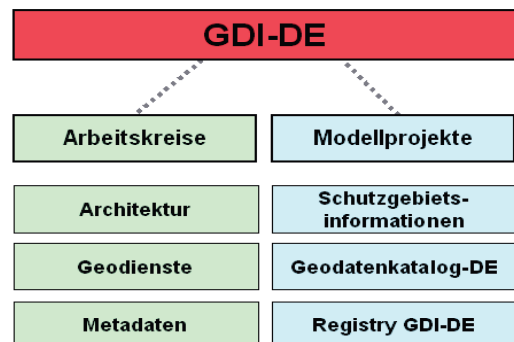 GDI-DE
Arbeitskreise
Modellprojekte
Architektur
Schutzgebiets-
informationen
Geodienste
Geodatenkatalog-DE
Metadaten
Registry GDI-DE